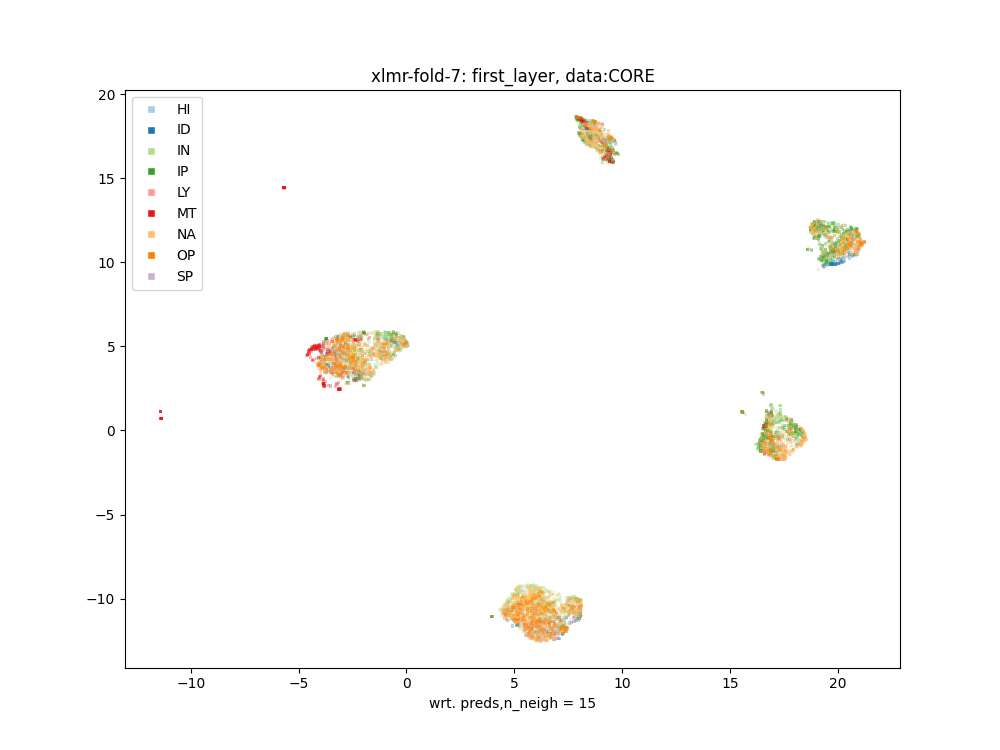 xlmr-fold-7: first_layer, data:CORE
HI
ID
IN
IP
LY
MT
NA
OP
SP
20
15
10
5
0
−5
−10
−10
−5
0
5
10
15
20
wrt. preds,n_neigh = 15